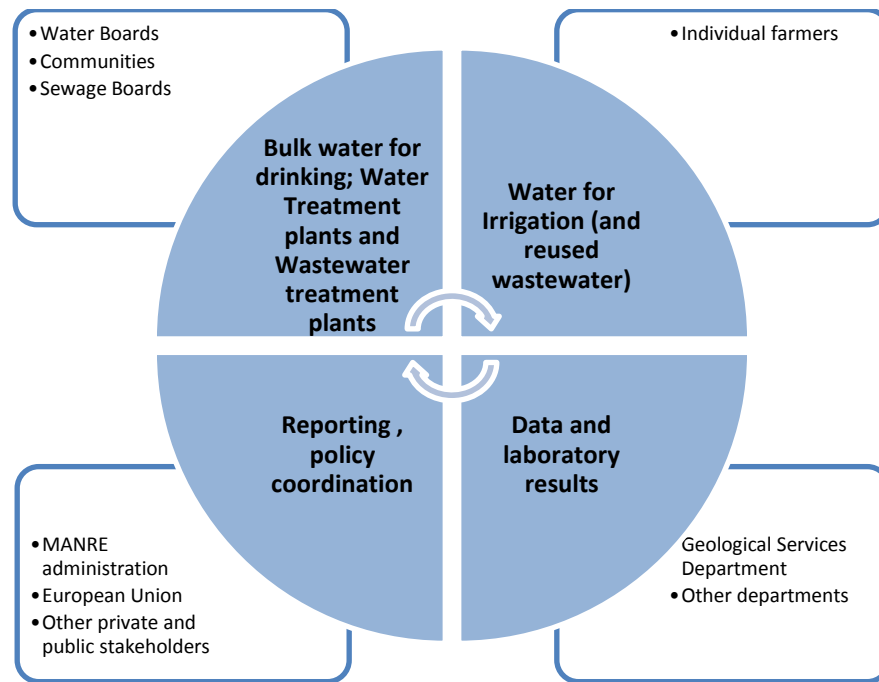 •Water Boards
•Communities
•Sewage Boards
•Individual farmers
Bulk water for
drinking; Water
Treatment
plants and
Wastewater
treatment
plants
Water for
Irrigation (and
reused
wastewater)
Reporting ,
policy
coordination
Data and
laboratory
results
•MANRE
administration
•European Union
•Other private and
public stakeholders
Geological Services
Department
•Other departments